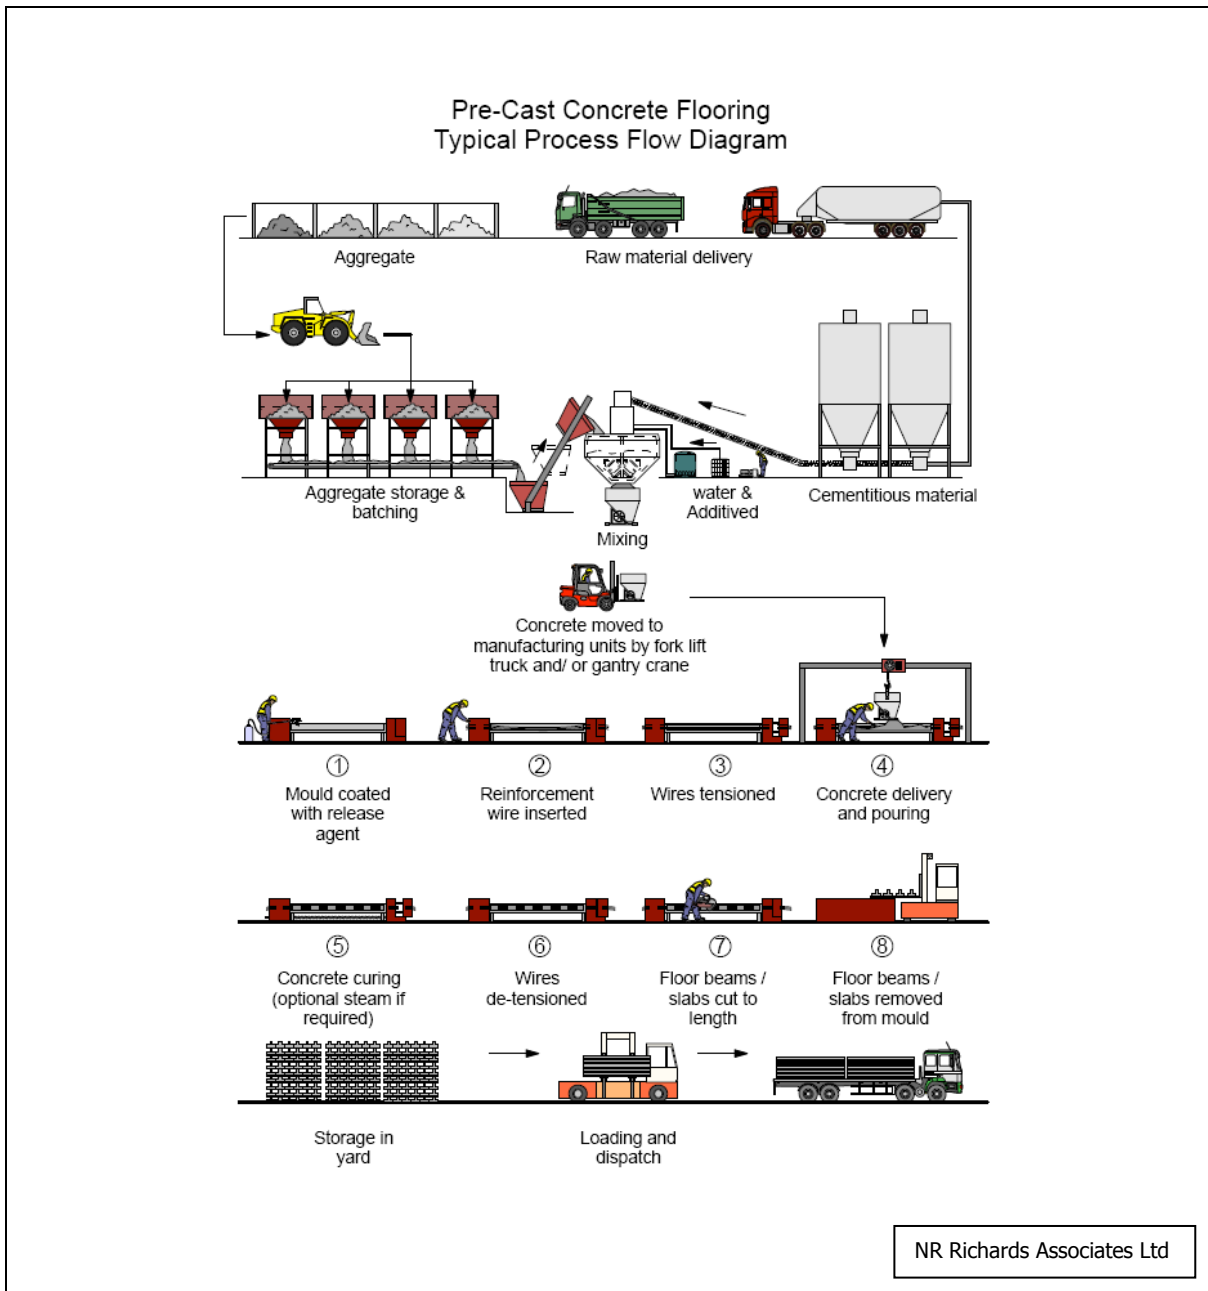 Pre-Cast Concrete Flooring
Typical Process Flow Diagram
Aggregate
Raw material delivery
Aggregate storage &
batching
Mixing
water &
Additived
Cementitious material
Concrete moved to
manufacturing units by fork lift
truck and/ or gantry crane
1
Mould coated
with release
agent
2
Reinforcement
wire inserted
3
Wires tensioned
4
Concrete delivery
and pouring
5
Concrete curing
(optional steam if
required)
6
Wires
de-tensioned
7
Floor beams /
slabs cut to
length
8
Floor beams /
slabs removed
from mould
Storage in
yard
Loading and
dispatch
NR Richards Associates Ltd